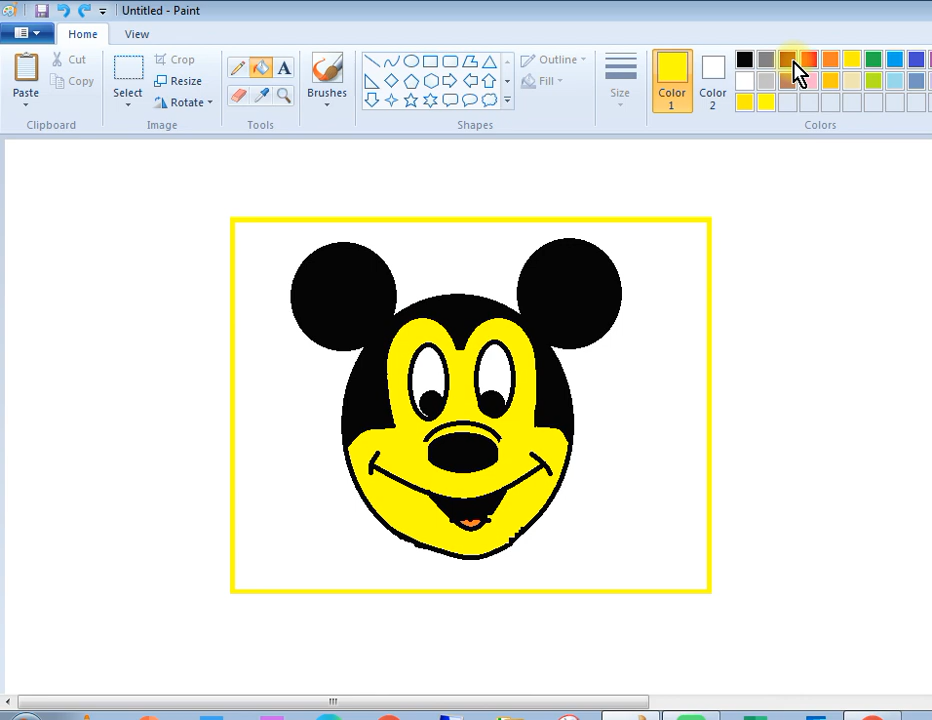 Untitled - Paint
Home View
Paste
Cut
Copy
Clipboard
Select
Crop
Resize
Rotate
Image
A
Tools
Brushes
Outline
Fill
Shapes
Size
Color 1
Color 2
Colors